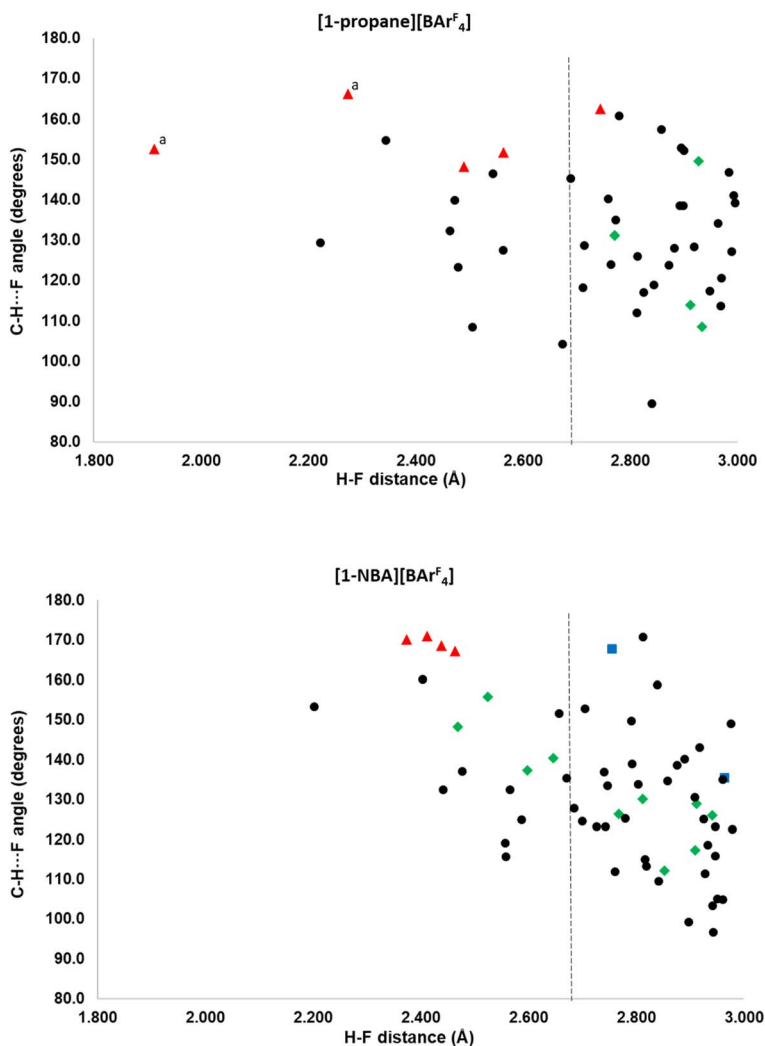 [1-propane][BArF4]
180.0
170.0
160.0
150.0
140.0
130.0
120.0
110.0
100.0
90.0
80.0
C-H···F angle (degrees)
a
a
1.800 2.000 2.200 2.400 2.600 2.800 3.000
H-F distance (Å)
[1-NBA][BArF4]
180.0
170.0
160.0
150.0
140.0
130.0
120.0
110.0
100.0
90.0
80.0
C-H···F angle (degrees)
1.800 2.000 2.200 2.400 2.600 2.800 3.000
H-F distance (Å)